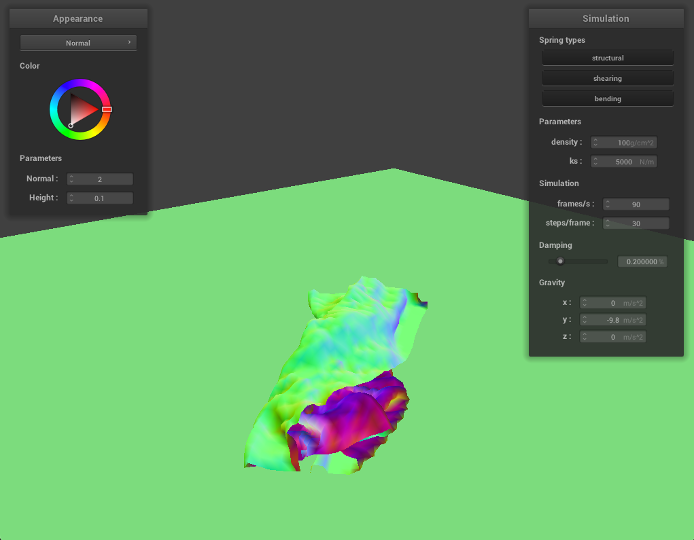 Appearance
Normal
Color
Parameters
Normal : 2
Height : 0.1
Simulation
Spring types
structural
shearing
bending
Parameters
density : 100g/cm^2
ks : 5000 N/m
Simulation
frames/s : 90
steps/frame : 30
Damping
0.200000 %
Gravity
x : 0 m/s^2
y : -9.8 m/s^2
z : 0 m/s^2